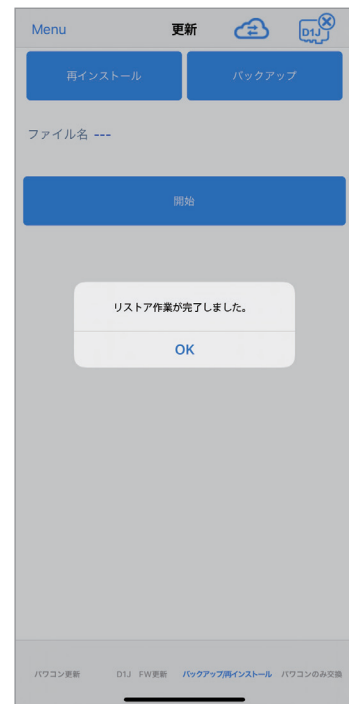 Menu 更新 D1J
再インストール バックアップ
ファイル名 ---
開始
リストア作業が完了しました。
OK
パワコン更新 D1J FW更新 バックアップ/再インストール パワコンのみ交換